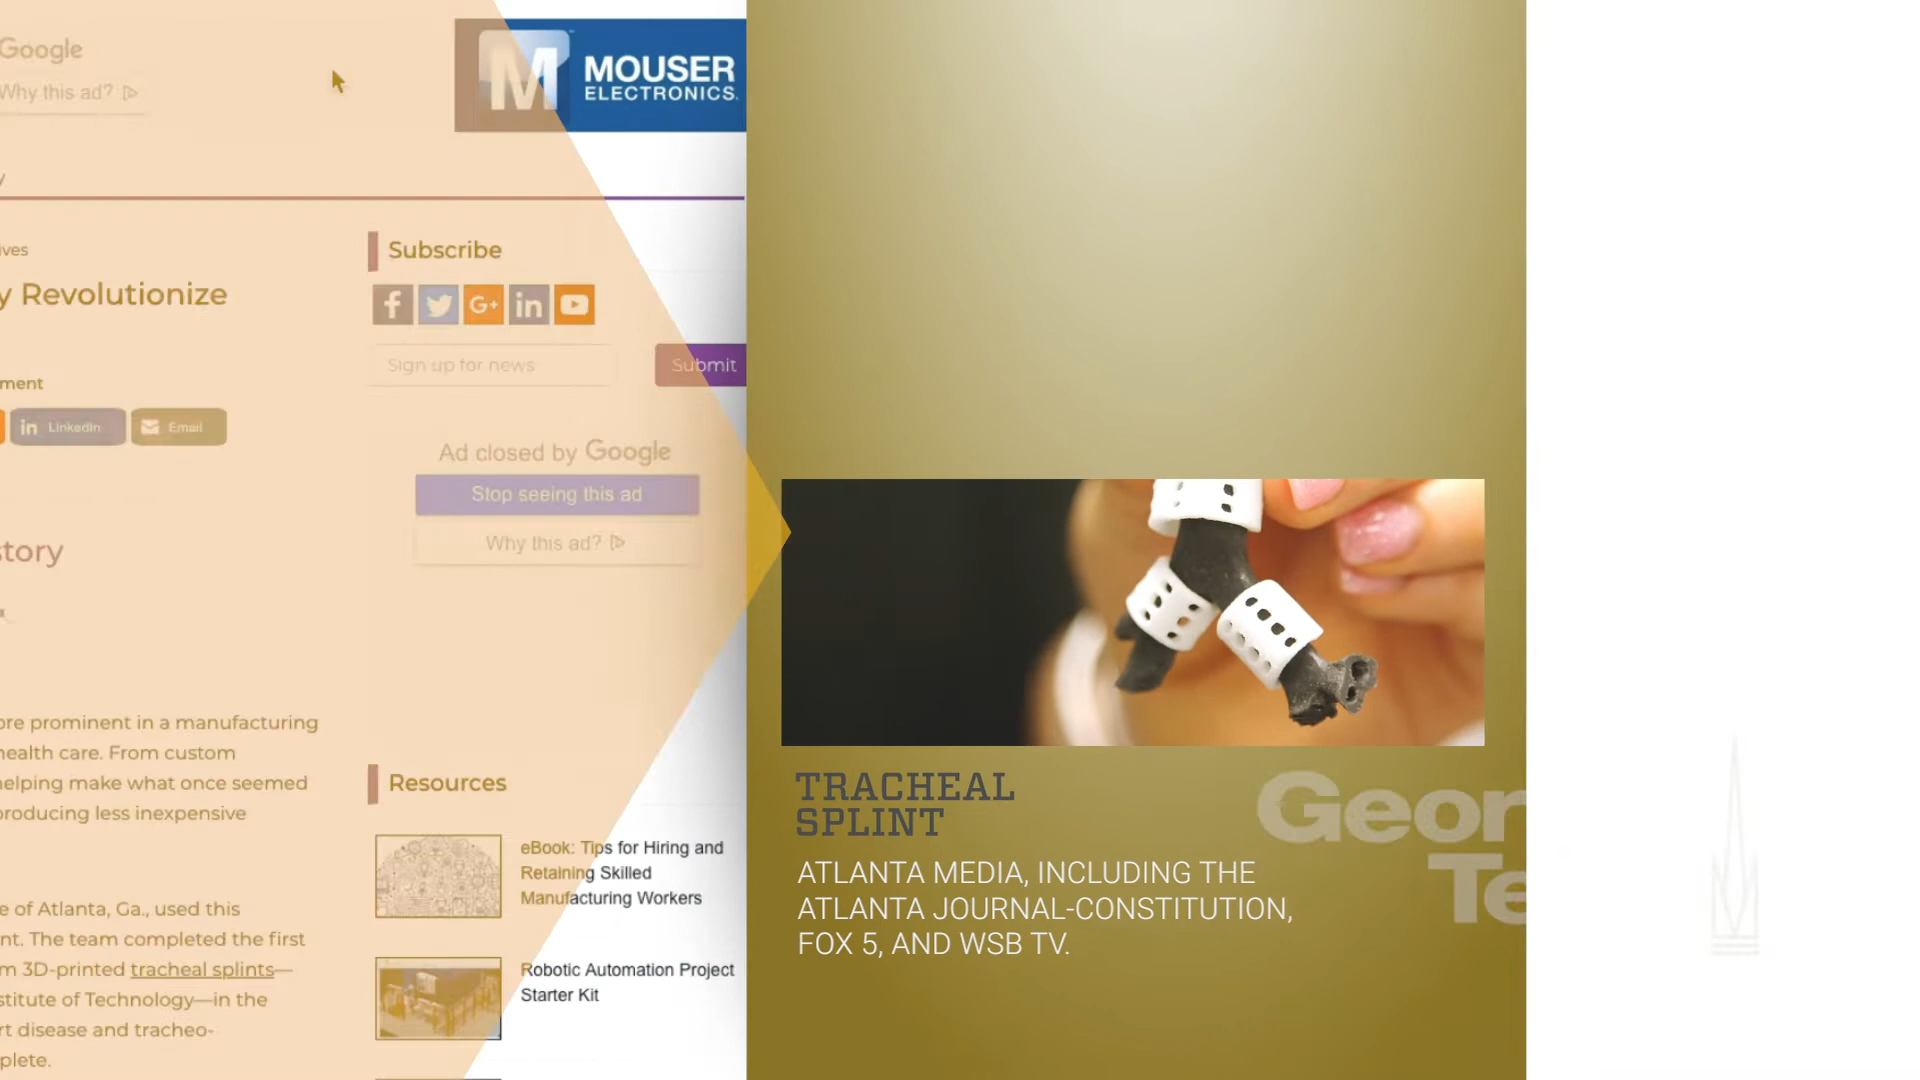 Google
Why this ad?
M MOUSER
ELECTRONICS.
Subscribe
y Revolutionize
f G+ in
Sign up for news
Submit
ment
in LinkedIn
Email
Ad closed by Google
Stop seeing this ad
Why this ad?
story
ore prominent in a manufacturing
health care. From custom
helping make what once seemed
producing less inexpensive
Resources
eBook: Tips for Hiring and
Retaining Skilled
Manufacturing Workers
e of Atlanta, Ga., used this
nt. The team completed the first
m 3D-printed tracheal splints—
stitute of Technology—in the
rt disease and tracheo-
plete.
Robotic Automation Project
Starter Kit
TRACHEAL
SPLINT
ATLANTA MEDIA, INCLUDING THE
ATLANTA JOURNAL-CONSTITUTION,
FOX 5, AND WSB TV.
Geor
Te